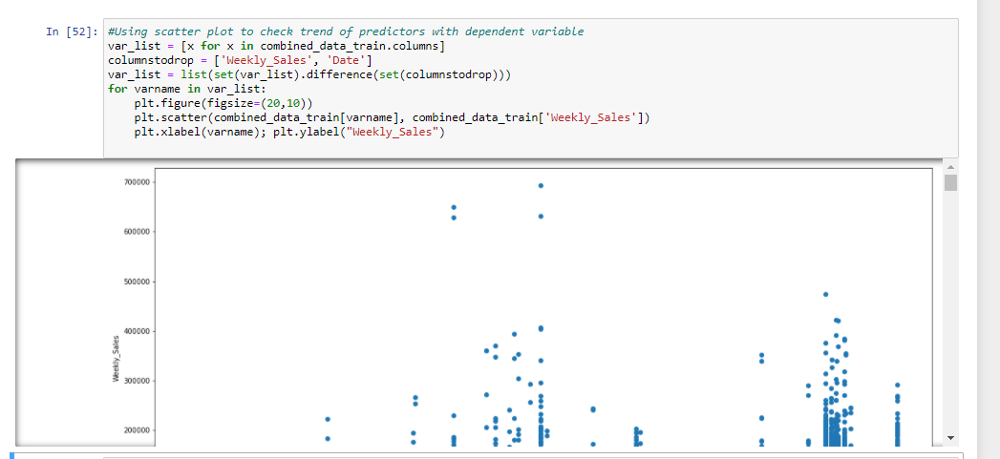 In [52]: #Using scatter plot to check trend of predictors with dependent variable
var_list = [x for x in combined_data_train.columns]
columnstodrop = ['Weekly_Sales', 'Date']
var_list = list(set(var_list).difference(set(columnstodrop)))
for varname in var_list:
    plt.figure(figsize=(20,10))
    plt.scatter(combined_data_train[varname], combined_data_train['Weekly_Sales'])
    plt.xlabel(varname); plt.ylabel("Weekly_Sales")
700000
600000
500000
400000
300000
200000
Weekly_Sales